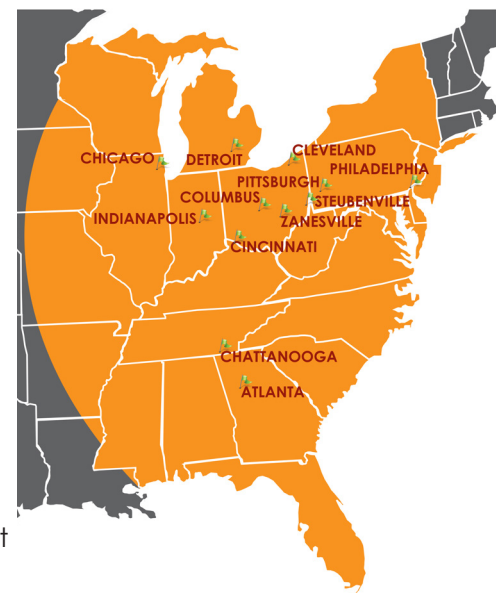 CLEVELAND
CHICAGO
DETROIT
PHILADELPHIA
PITTSBURGH
COLUMBUS
STEUBENVILLE
INDIANAPOLIS
ZANESVILLE
CINCINNATI
CHATTANOOGA
ATLANTA
t